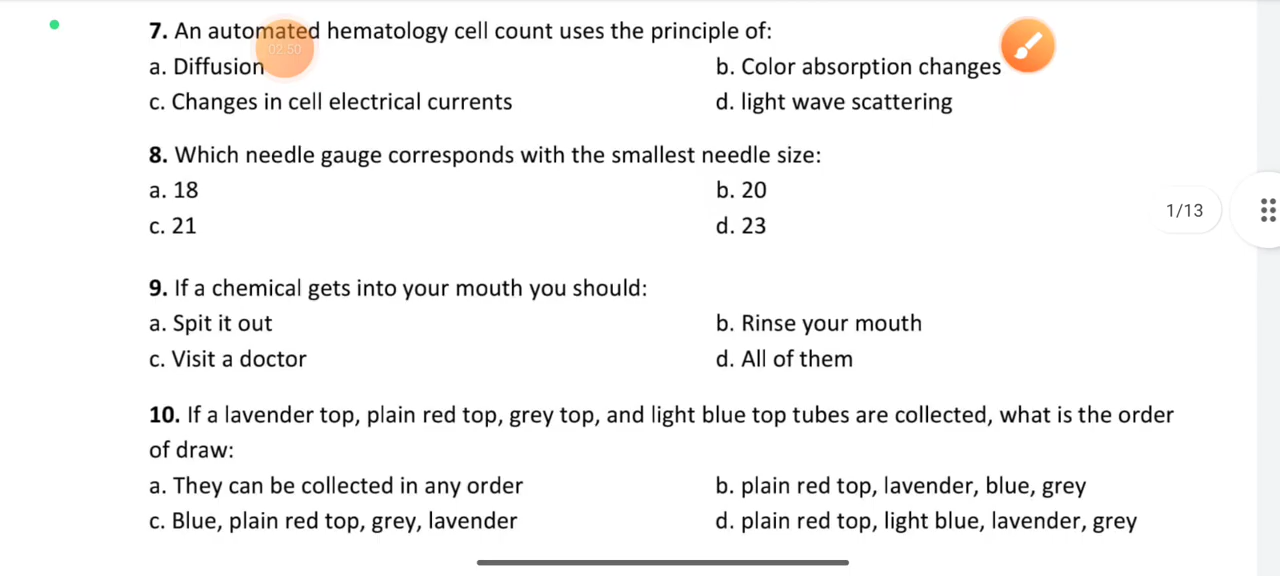 7. An automated hematology cell count uses the principle of:
02:50
a. Diffusion b. Color absorption changes
c. Changes in cell electrical currents d. light wave scattering
8. Which needle gauge corresponds with the smallest needle size:
a. 18 b. 20
1/13
c. 21 d. 23
9. If a chemical gets into your mouth you should:
a. Spit it out b. Rinse your mouth
c. Visit a doctor d. All of them
10. If a lavender top, plain red top, grey top, and light blue top tubes are collected, what is the order
of draw:
a. They can be collected in any order b. plain red top, lavender, blue, grey
c. Blue, plain red top, grey, lavender d. plain red top, light blue, lavender, grey